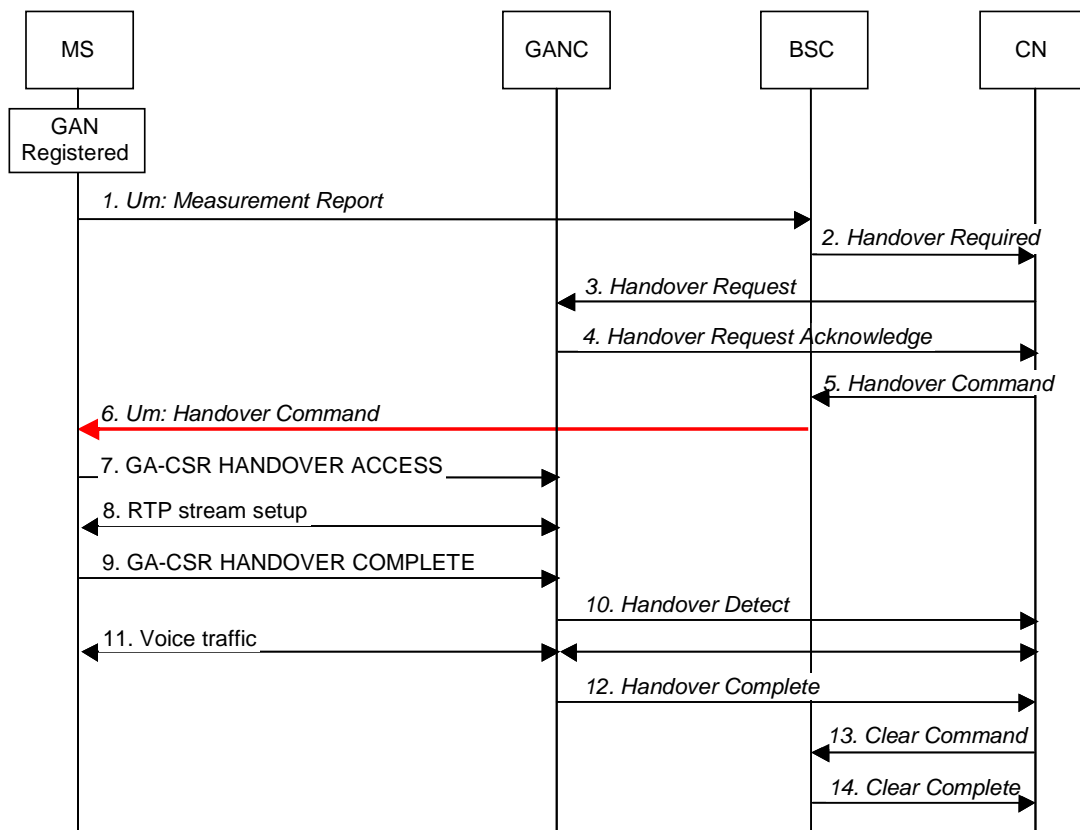 MS
GANC
BSC
CN
GAN
Registered
1. Um: Measurement Report
2. Handover Required
3. Handover Request
4. Handover Request Acknowledge
5. Handover Command
6. Um: Handover Command
7. GA-CSR HANDOVER ACCESS
8. RTP stream setup
9. GA-CSR HANDOVER COMPLETE
10. Handover Detect
11. Voice traffic
12. Handover Complete
13. Clear Command
14. Clear Complete